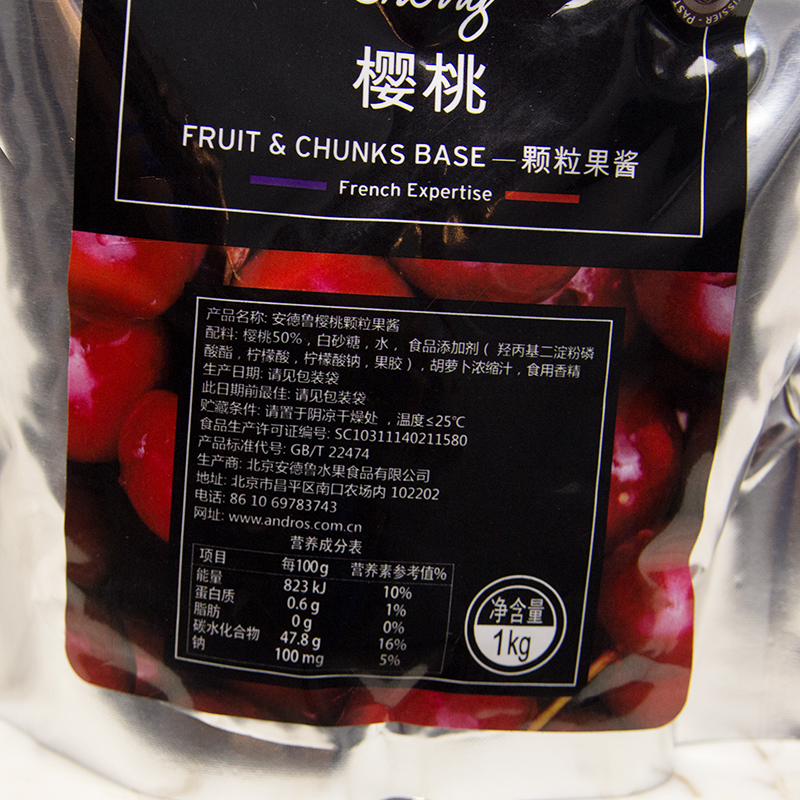 Cherry
樱桃
FRUIT & CHUNKS BASE — 颗粒果酱
French Expertise
产品名称: 安德鲁樱桃颗粒果酱
配料: 樱桃50%，白砂糖，水，食品添加剂（ 羟丙基二淀粉磷
酸酯，柠檬酸，柠檬酸钠，果胶），胡萝卜浓缩汁，食用香精
生产日期: 请见包装袋
此日期前最佳: 请见包装袋
贮藏条件: 请置于阴凉干燥处 ，温度≤25℃
食品生产许可证编号: SC10311140211580
产品标准代号: GB/T 22474
生产商: 北京安德鲁水果食品有限公司
地址: 北京市昌平区南口农场内 102202
电话: 86 10 69783743
网址: www.andros.com.cn
营养成分表
项目 每100g 营养素参考值%
能量 823 kJ 10%
蛋白质 0.6 g 1%
脂肪 0 g 0%
碳水化合物 47.8 g 16%
钠 100 mg 5%
净含量
1kg